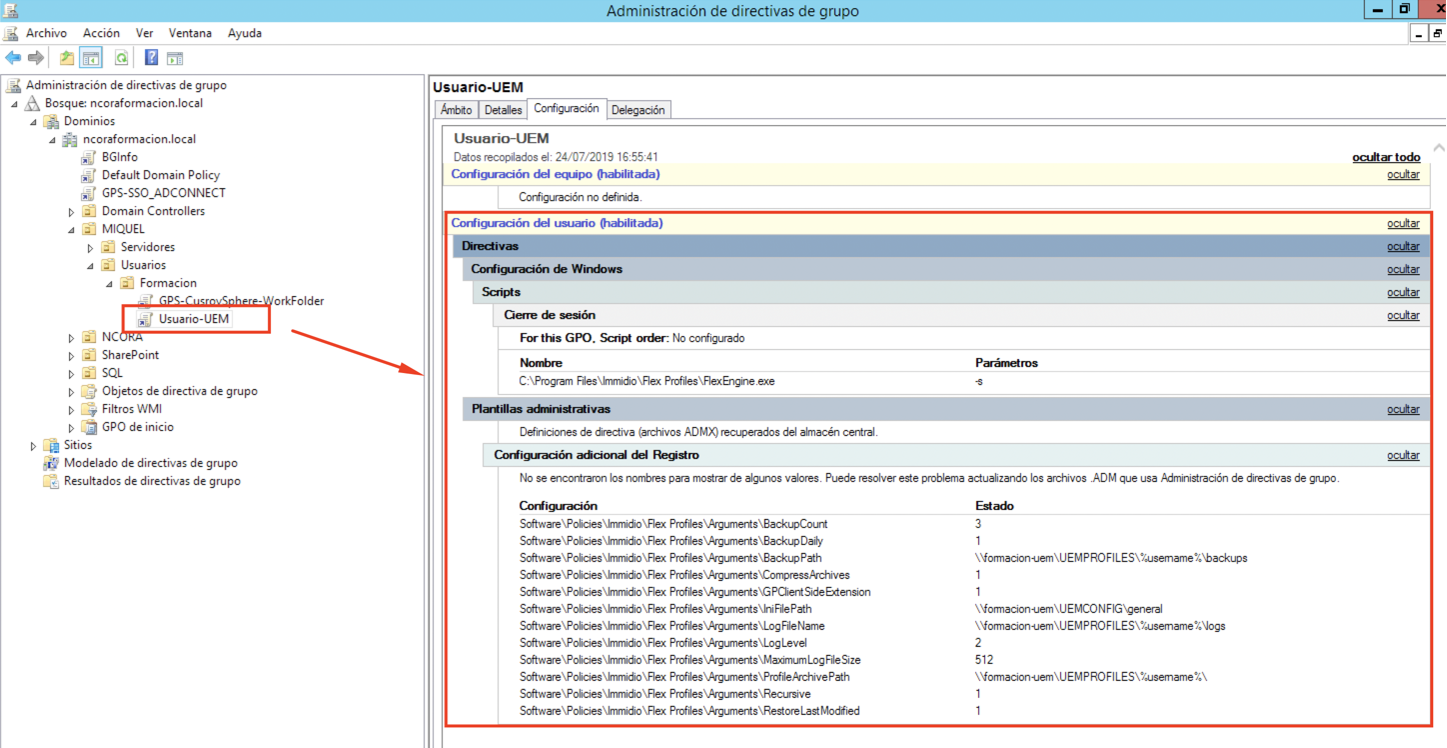 Administración de directivas de grupo
Archivo Acción Ver Ventana Ayuda
Administración de directivas de grupo
Bosque: ncoraformacion.local
Dominios
ncoraformacion.local
BGInfo
Default Domain Policy
GPS-SSO_ADCONNECT
Domain Controllers
MIQUEL
Servidores
Usuarios
Formacion
GPS-CusrovSphere-WorkFolder
Usuario-UEM
NCORA
SharePoint
SQL
Objetos de directiva de grupo
Filtros WMI
GPO de inicio
Sitios
Modelado de directivas de grupo
Resultados de directivas de grupo
Usuario-UEM
Ámbito Detalles Configuración Delegación
Usuario-UEM
Datos recopilados el: 24/07/2019 16:55:41 ocultar todo
Configuración del equipo (habilitada) ocultar
Configuración no definida.
Configuración del usuario (habilitada) ocultar
Directivas ocultar
Configuración de Windows ocultar
Scripts ocultar
Cierre de sesión ocultar
For this GPO, Script order: No configurado
Nombre Parámetros
C:\Program Files\Immidio\Flex Profiles\FlexEngine.exe -s
Plantillas administrativas ocultar
Definiciones de directiva (archivos ADMX) recuperados del almacén central.
Configuración adicional del Registro ocultar
No se encontraron los nombres para mostrar de algunos valores. Puede resolver este problema actualizando los archivos .ADM que usa Administración de directivas de grupo.
Configuración Estado
Software\Policies\Immidio\Flex Profiles\Arguments\BackupCount 3
Software\Policies\Immidio\Flex Profiles\Arguments\BackupDaily 1
Software\Policies\Immidio\Flex Profiles\Arguments\BackupPath \\formacion-uem\UEMPROFILES\%username%\backups
Software\Policies\Immidio\Flex Profiles\Arguments\CompressArchives 1
Software\Policies\Immidio\Flex Profiles\Arguments\GPClientSideExtension 1
Software\Policies\Immidio\Flex Profiles\Arguments\IniFilePath \\formacion-uem\UEMCONFIG\general
Software\Policies\Immidio\Flex Profiles\Arguments\LogFileName \\formacion-uem\UEMPROFILES\%username%\logs
Software\Policies\Immidio\Flex Profiles\Arguments\LogLevel 2
Software\Policies\Immidio\Flex Profiles\Arguments\MaximumLogFileSize 512
Software\Policies\Immidio\Flex Profiles\Arguments\ProfileArchivePath \\formacion-uem\UEMPROFILES\%username%\
Software\Policies\Immidio\Flex Profiles\Arguments\Recursive 1
Software\Policies\Immidio\Flex Profiles\Arguments\RestoreLastModified 1